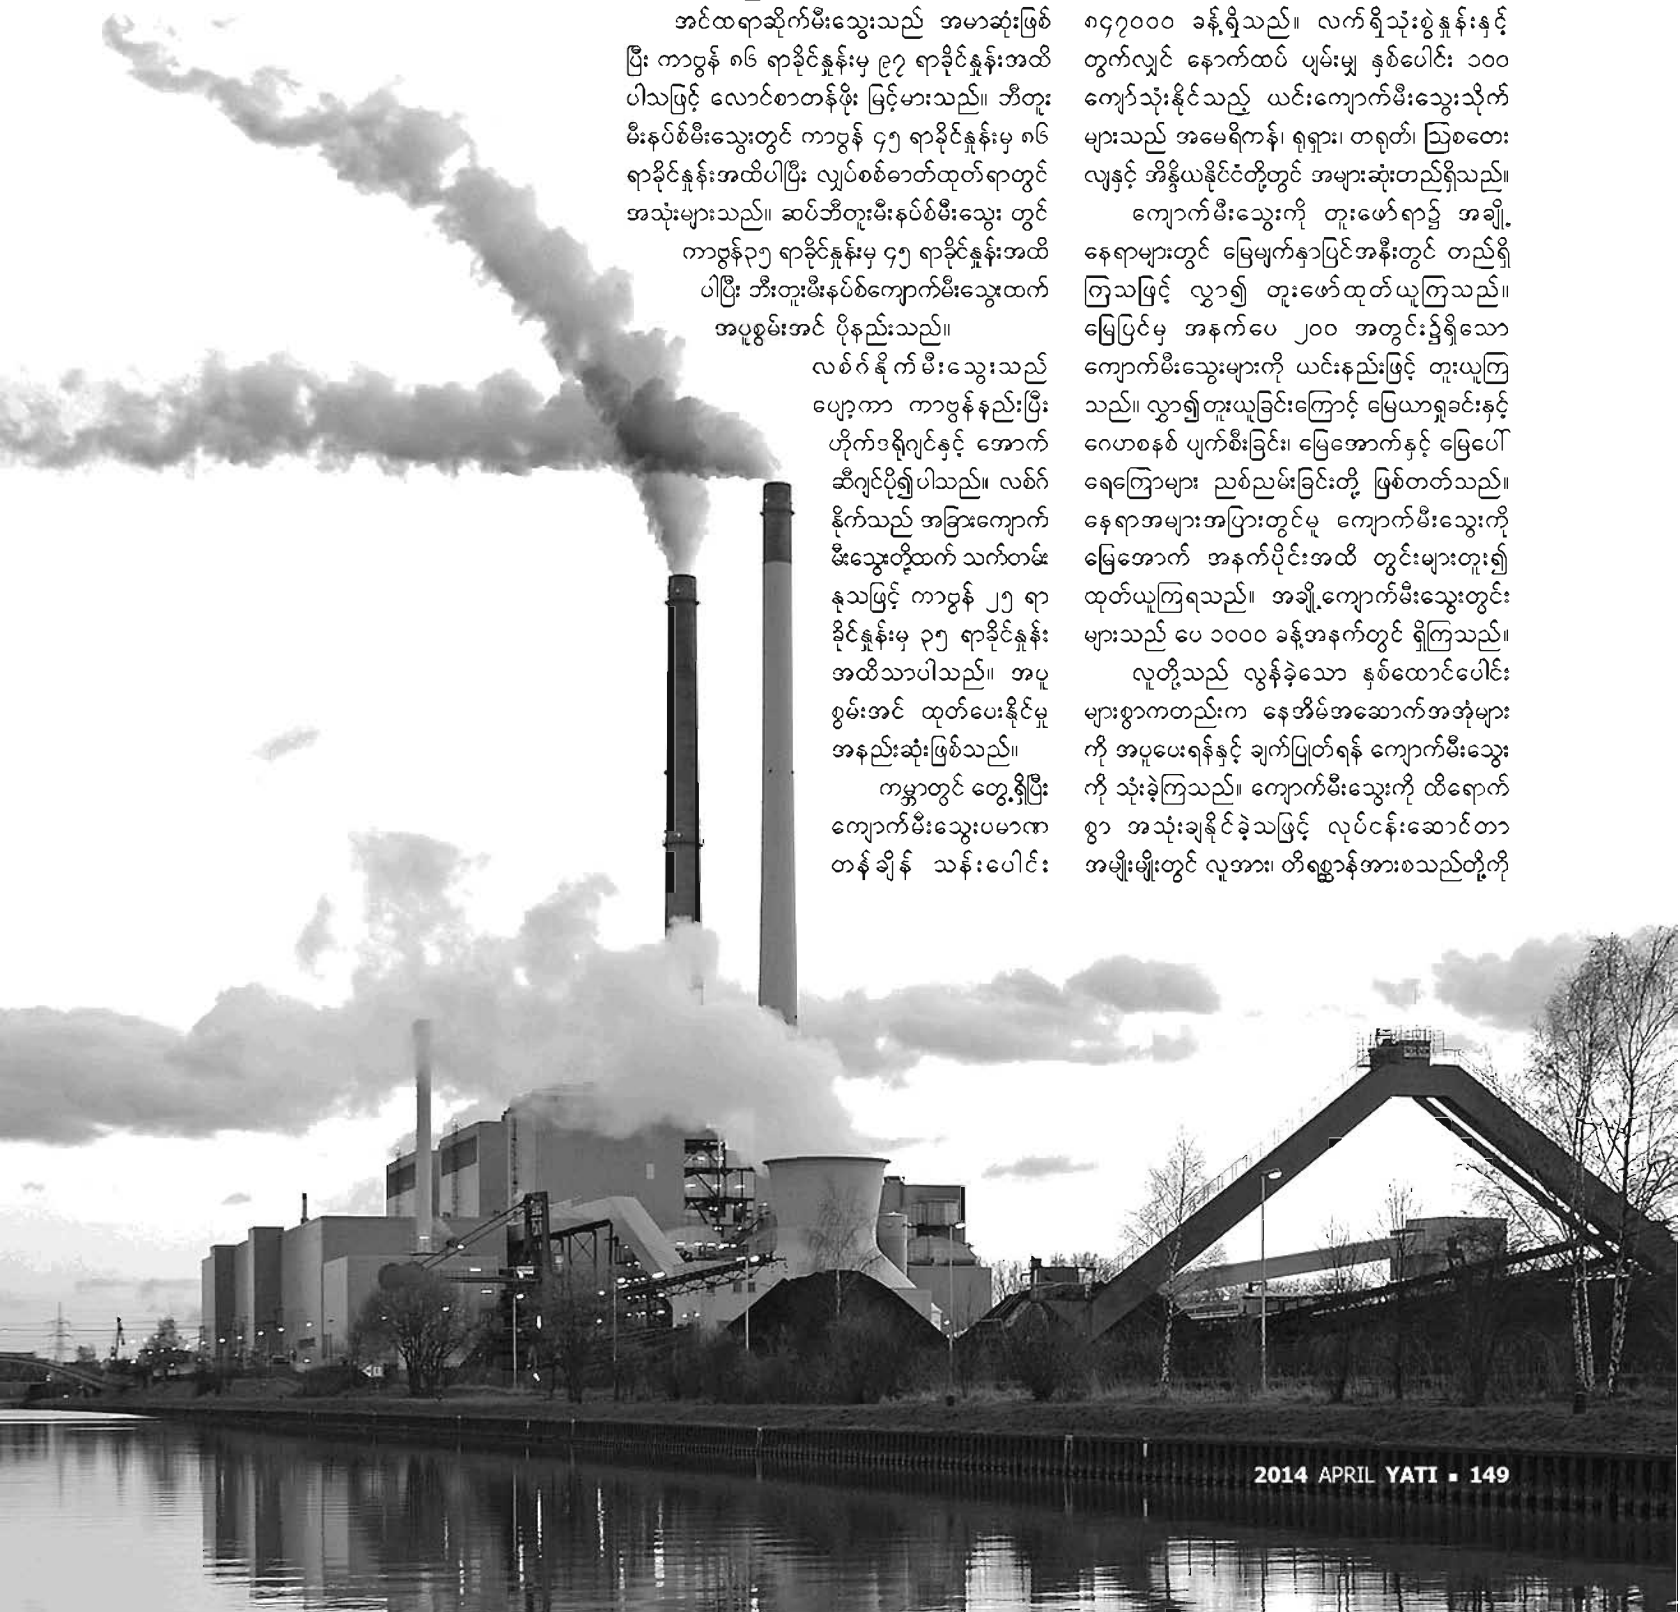 အင်ထရာဆိုက်မီးသွေးသည် အမာဆုံးဖြစ်
ပြီး ကာဗွန် ၈၆ ရာခိုင်နှုန်းမှ ၉၇ ရာခိုင်နှုန်းအထိ
ပါသဖြင့် လောင်စာတန်ဖိုး မြင့်မားသည်။ ဘီတူး
မီးနပ်စ်မီးသွေးတွင် ကာဗွန် ၄၅ ရာခိုင်နှုန်းမှ ၈၆
ရာခိုင်နှုန်းအထိပါပြီး လျှပ်စစ်ဓာတ်ထုတ်ရာတွင်
အသုံးများသည်။ ဆပ်ဘီတူးမီးနပ်စ်မီးသွေး တွင်
ကာဗွန်၃၅ ရာခိုင်နှုန်းမှ ၄၅ ရာခိုင်နှုန်းအထိ
ပါပြီး ဘီးတူးမီးနပ်စ်ကျောက်မီးသွေးထက်
အပူစွမ်းအင် ပိုနည်းသည်။
လစ်ဂ်နိုက်မီးသွေးသည်
ပျော့ကာ ကာဗွန်နည်းပြီး
ဟိုက်ဒရိုဂျင်နှင့် အောက်
ဆီဂျင်ပို၍ပါသည်။ လစ်ဂ်
နိုက်သည် အခြားကျောက်
မီးသွေးတို့ထက် သက်တမ်း
နုသဖြင့် ကာဗွန် ၂၅ ရာ
ခိုင်နှုန်းမှ ၃၅ ရာခိုင်နှုန်း
အထိသာပါသည်။ အပူ
စွမ်းအင် ထုတ်ပေးနိုင်မှု
အနည်းဆုံးဖြစ်သည်။
ကမ္ဘာတွင် တွေ့ရှိပြီး
ကျောက်မီးသွေးပမာဏ
တန်ချိန် သန်းပေါင်း
၈၄၇၀၀၀ ခန့်ရှိသည်။ လက်ရှိသုံးစွဲနှုန်းနှင့်
တွက်လျှင် နောက်ထပ် ပျမ်းမျှ နှစ်ပေါင်း ၁၀၀
ကျော်သုံးနိုင်သည့် ယင်းကျောက်မီးသွေးသိုက်
များသည် အမေရိကန်၊ ရုရှား၊ တရုတ်၊ ဩစတေး
လျနှင့် အိန္ဒိယနိုင်ငံတို့တွင် အများဆုံးတည်ရှိသည်။
ကျောက်မီးသွေးကို တူးဖော်ရာ၌ အချို့
နေရာများတွင် မြေမျက်နှာပြင်အနီးတွင် တည်ရှိ
ကြသဖြင့် လွှာ၍ တူးဖော်ထုတ်ယူကြသည်။
မြေပြင်မှ အနက်ပေ ၂၀၀ အတွင်း၌ရှိသော
ကျောက်မီးသွေးများကို ယင်းနည်းဖြင့် တူးယူကြ
သည်။ လွှာ၍တူးယူခြင်းကြောင့် မြေယာရှုခင်းနှင့်
ဂေဟစနစ် ပျက်စီးခြင်း၊ မြေအောက်နှင့် မြေပေါ်
ရေကြောများ ညစ်ညမ်းခြင်းတို့ ဖြစ်တတ်သည်။
နေရာအများအပြားတွင်မူ ကျောက်မီးသွေးကို
မြေအောက် အနက်ပိုင်းအထိ တွင်းများတူး၍
ထုတ်ယူကြရသည်။ အချို့ကျောက်မီးသွေးတွင်း
များသည် ပေ ၁၀၀၀ ခန့်အနက်တွင် ရှိကြသည်။
လူတို့သည် လွန်ခဲ့သော နှစ်ထောင်ပေါင်း
များစွာကတည်းက နေအိမ်အဆောက်အအုံများ
ကို အပူပေးရန်နှင့် ချက်ပြုတ်ရန် ကျောက်မီးသွေး
ကို သုံးခဲ့ကြသည်။ ကျောက်မီးသွေးကို ထိရောက်
စွာ အသုံးချနိုင်ခဲ့သဖြင့် လုပ်ငန်းဆောင်တာ
အမျိုးမျိုးတွင် လူအား၊ တိရစ္ဆာန်အားစသည်တို့ကို
2014 APRIL YATI ▪ 149